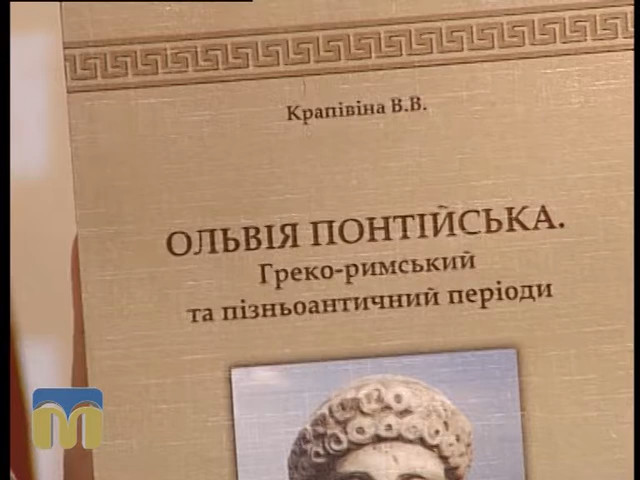 Крапівіна В.В.
ОЛЬВІЯ ПОНТІЙСЬКА.
Греко-римський
та пізньоантичний періоди